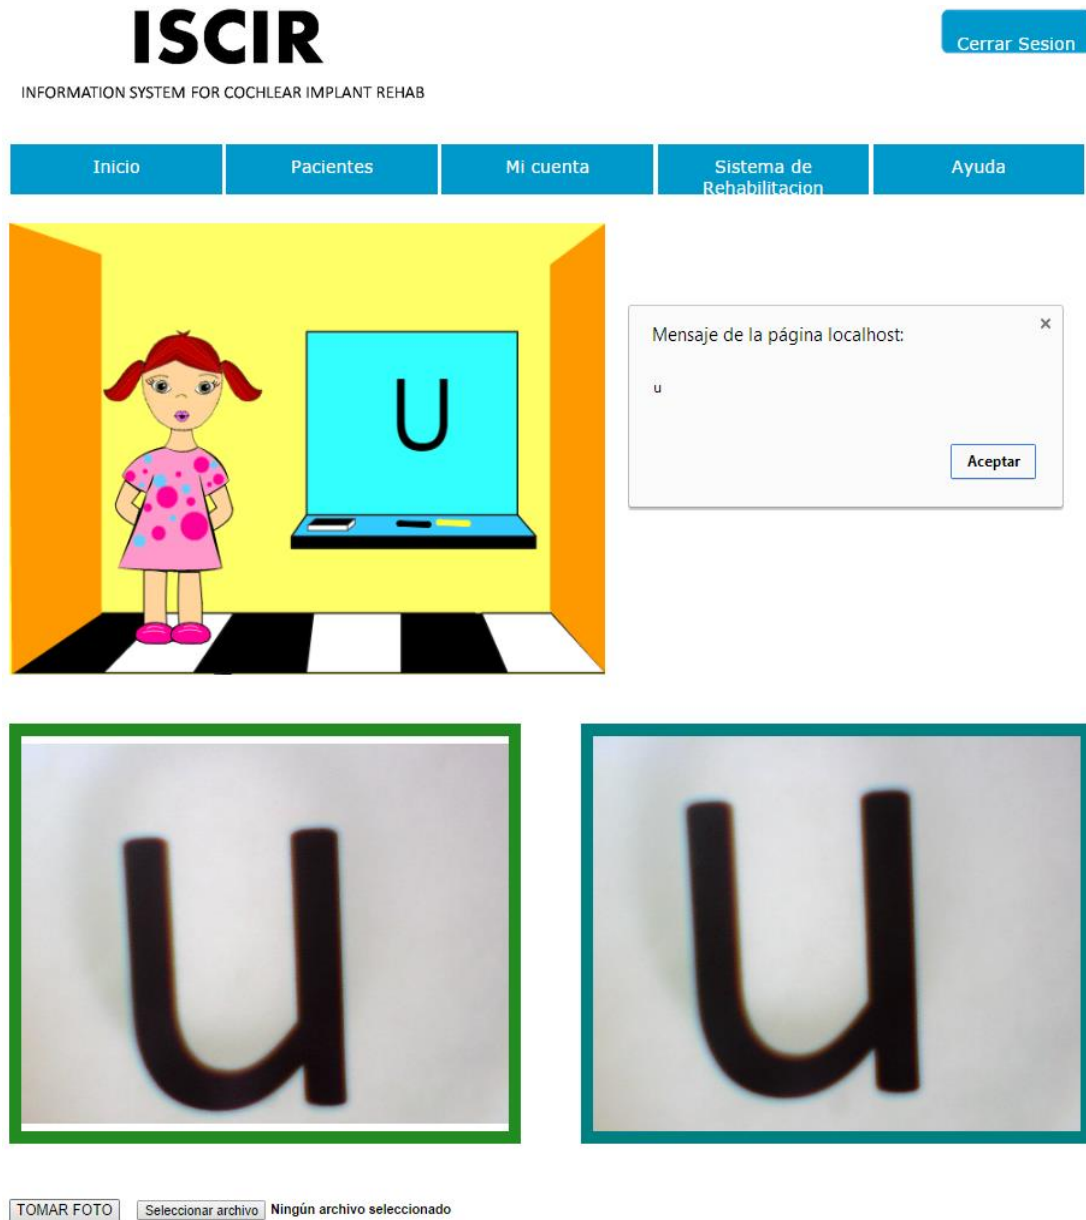 ISCIR
Cerrar Sesion
INFORMATION SYSTEM FOR COCHLEAR IMPLANT REHAB
Inicio
Pacientes
Mi cuenta
Sistema de
Rehabilitacion
Ayuda
U
Mensaje de la página localhost:
×
u
Aceptar
u
u
TOMAR FOTO
Seleccionar archivo
Ningún archivo seleccionado